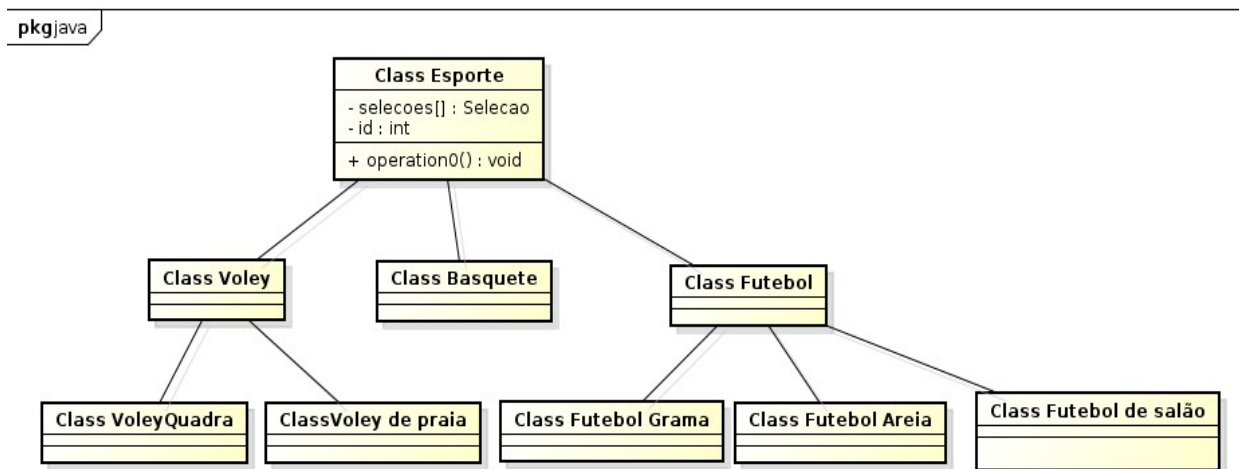 pkgjava
Class Esporte
- selecoes[] : Selecao
- id : int
+ operation0() : void
Class Voley
Class Basquete
Class Futebol
Class VoleyQuadra
ClassVoley de praia
Class Futebol Grama
Class Futebol Areia
Class Futebol de salão